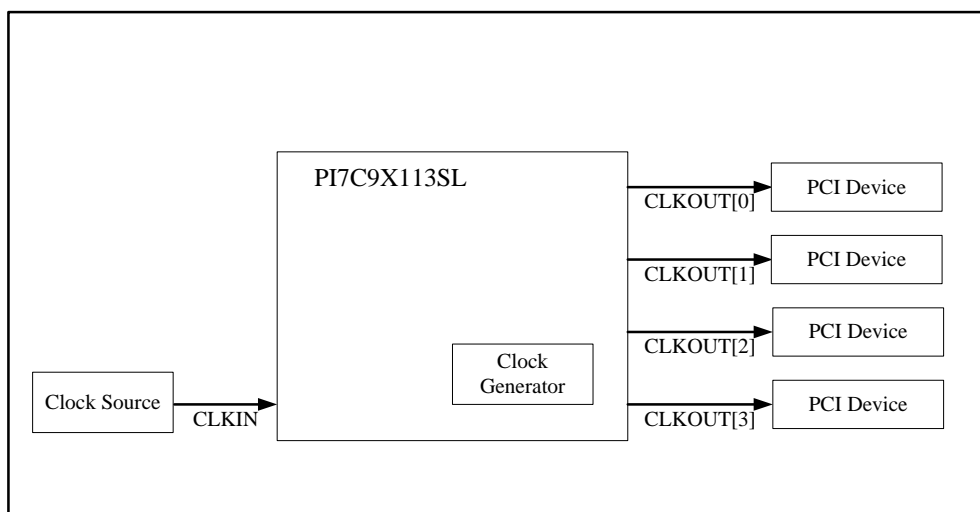 PI7C9X113SL
CLKOUT[0]
PCI Device
CLKOUT[1]
PCI Device
CLKOUT[2]
PCI Device
Clock
Generator
Clock Source
CLKIN
CLKOUT[3]
PCI Device